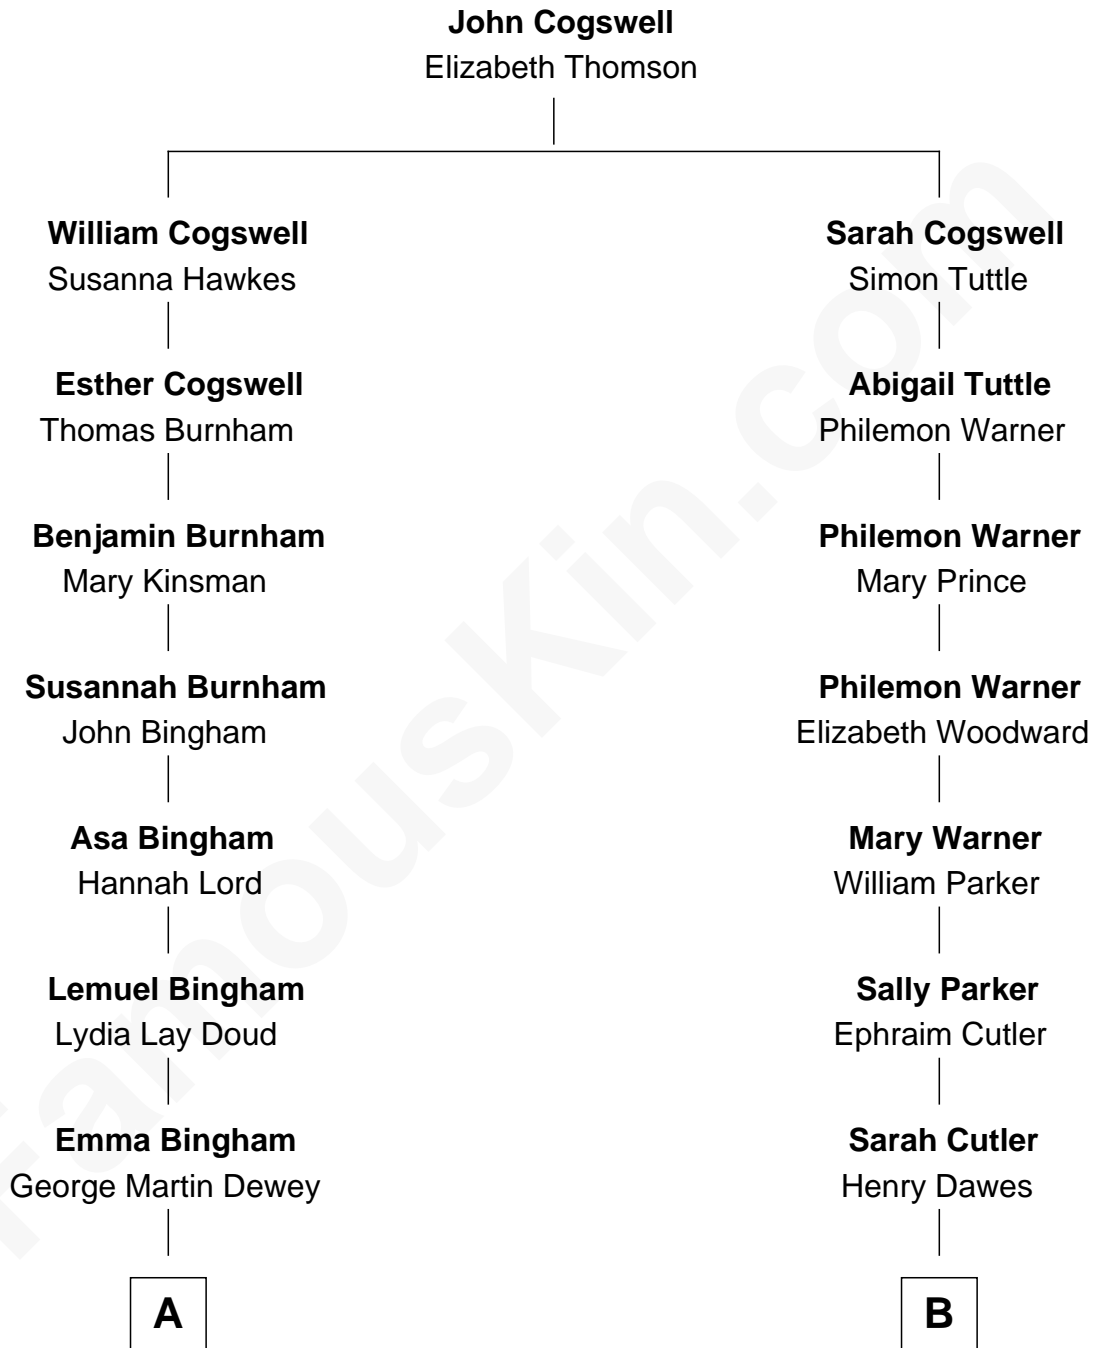 John Cogswell
Elizabeth Thomson
William Cogswell
Susanna Hawkes
Sarah Cogswell
Simon Tuttle
Esther Cogswell
Thomas Burnham
Abigail Tuttle
Philemon Warner
Benjamin Burnham
Mary Kinsman
Philemon Warner
Mary Prince
Susannah Burnham
John Bingham
Philemon Warner
Elizabeth Woodward
Asa Bingham
Hannah Lord
Mary Warner
William Parker
Lemuel Bingham
Lydia Lay Doud
Sally Parker
Ephraim Cutler
Emma Bingham
George Martin Dewey
Sarah Cutler
Henry Dawes
A
B
FamousKin.com